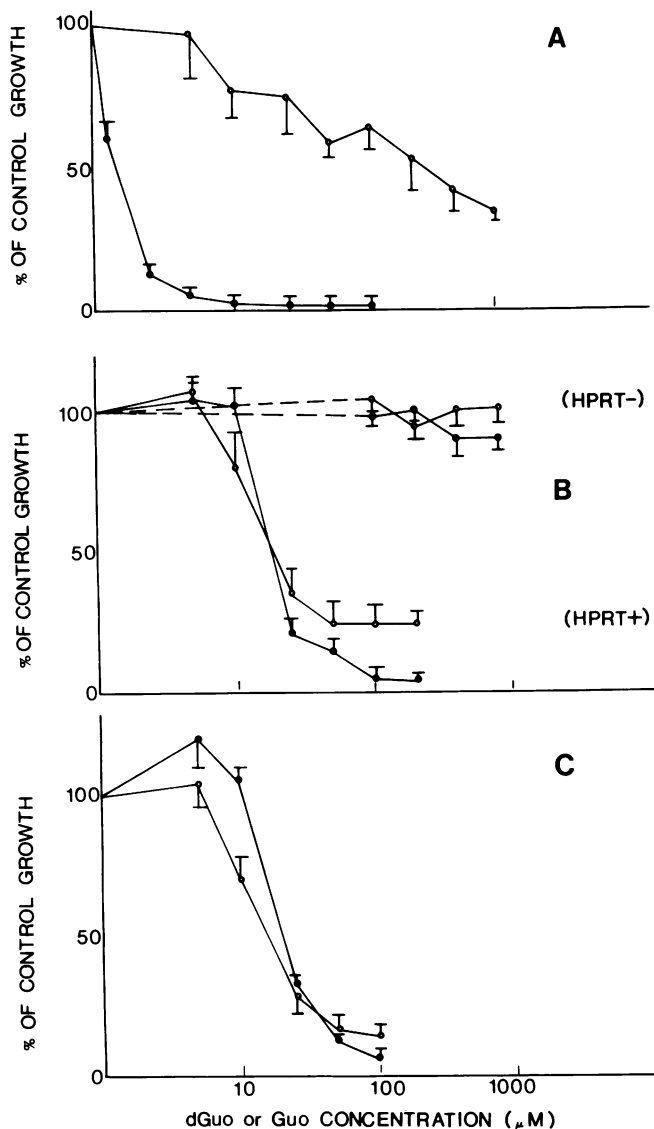 A
% OF CONTROL GROWTH
100
50
0
B
% OF CONTROL GROWTH
100
50
0
(HPRT-)
(HPRT+)
C
% OF CONTROL GROWTH
100
50
0
10 100 1000
dGuo or Guo CONCENTRATION (μM)